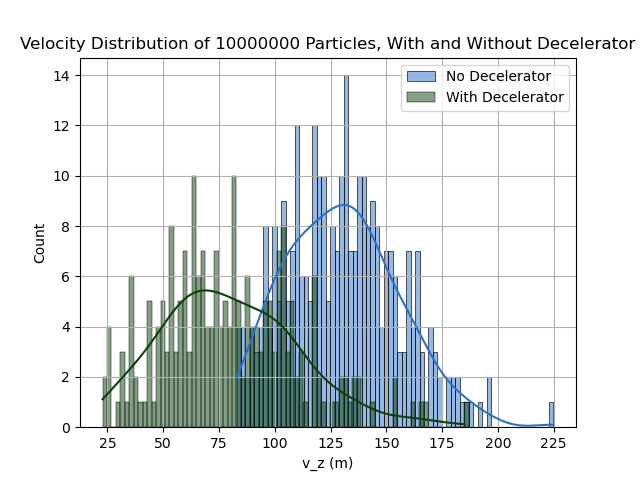 Velocity Distribution of 10000000 Particles, With and Without Decelerator
No Decelerator
With Decelerator
14
12
10
8
6
4
2
0
Count
25 50 75 100 125 150 175 200 225
v_z (m)